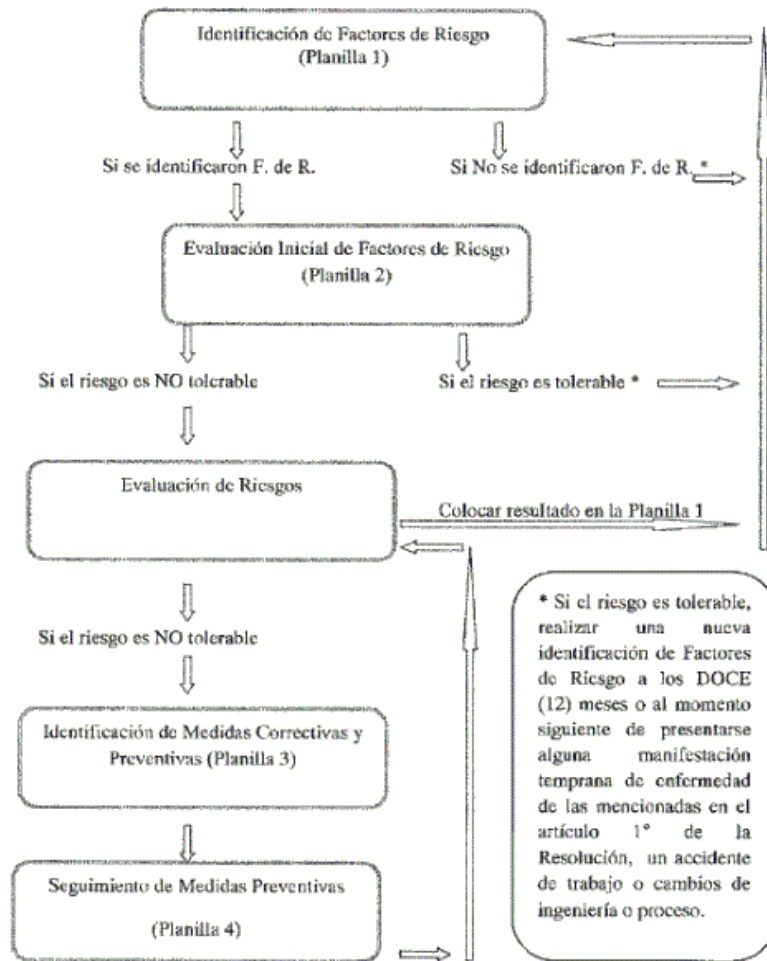 Identificación de Factores de Riesgo
(Planilla 1)
Si se identificaron F. de R.
Si No se identificaron F. de R. *
Evaluación Inicial de Factores de Riesgo
(Planilla 2)
Si el riesgo es NO tolerable
Si el riesgo es tolerable *
Evaluación de Riesgos
Colocar resultado en la Planilla 1
Si el riesgo es NO tolerable
Identificación de Medidas Correctivas y
Preventivas (Planilla 3)
Seguimiento de Medidas Preventivas
(Planilla 4)
* Si el riesgo es tolerable,
realizar una nueva
identificación de Factores
de Riesgo a los DOCE
(12) meses o al momento
siguiente de presentarse
alguna manifestación
temprana de enfermedad
de las mencionadas en el
artículo 1° de la
Resolución, un accidente
de trabajo o cambios de
ingeniería o proceso.